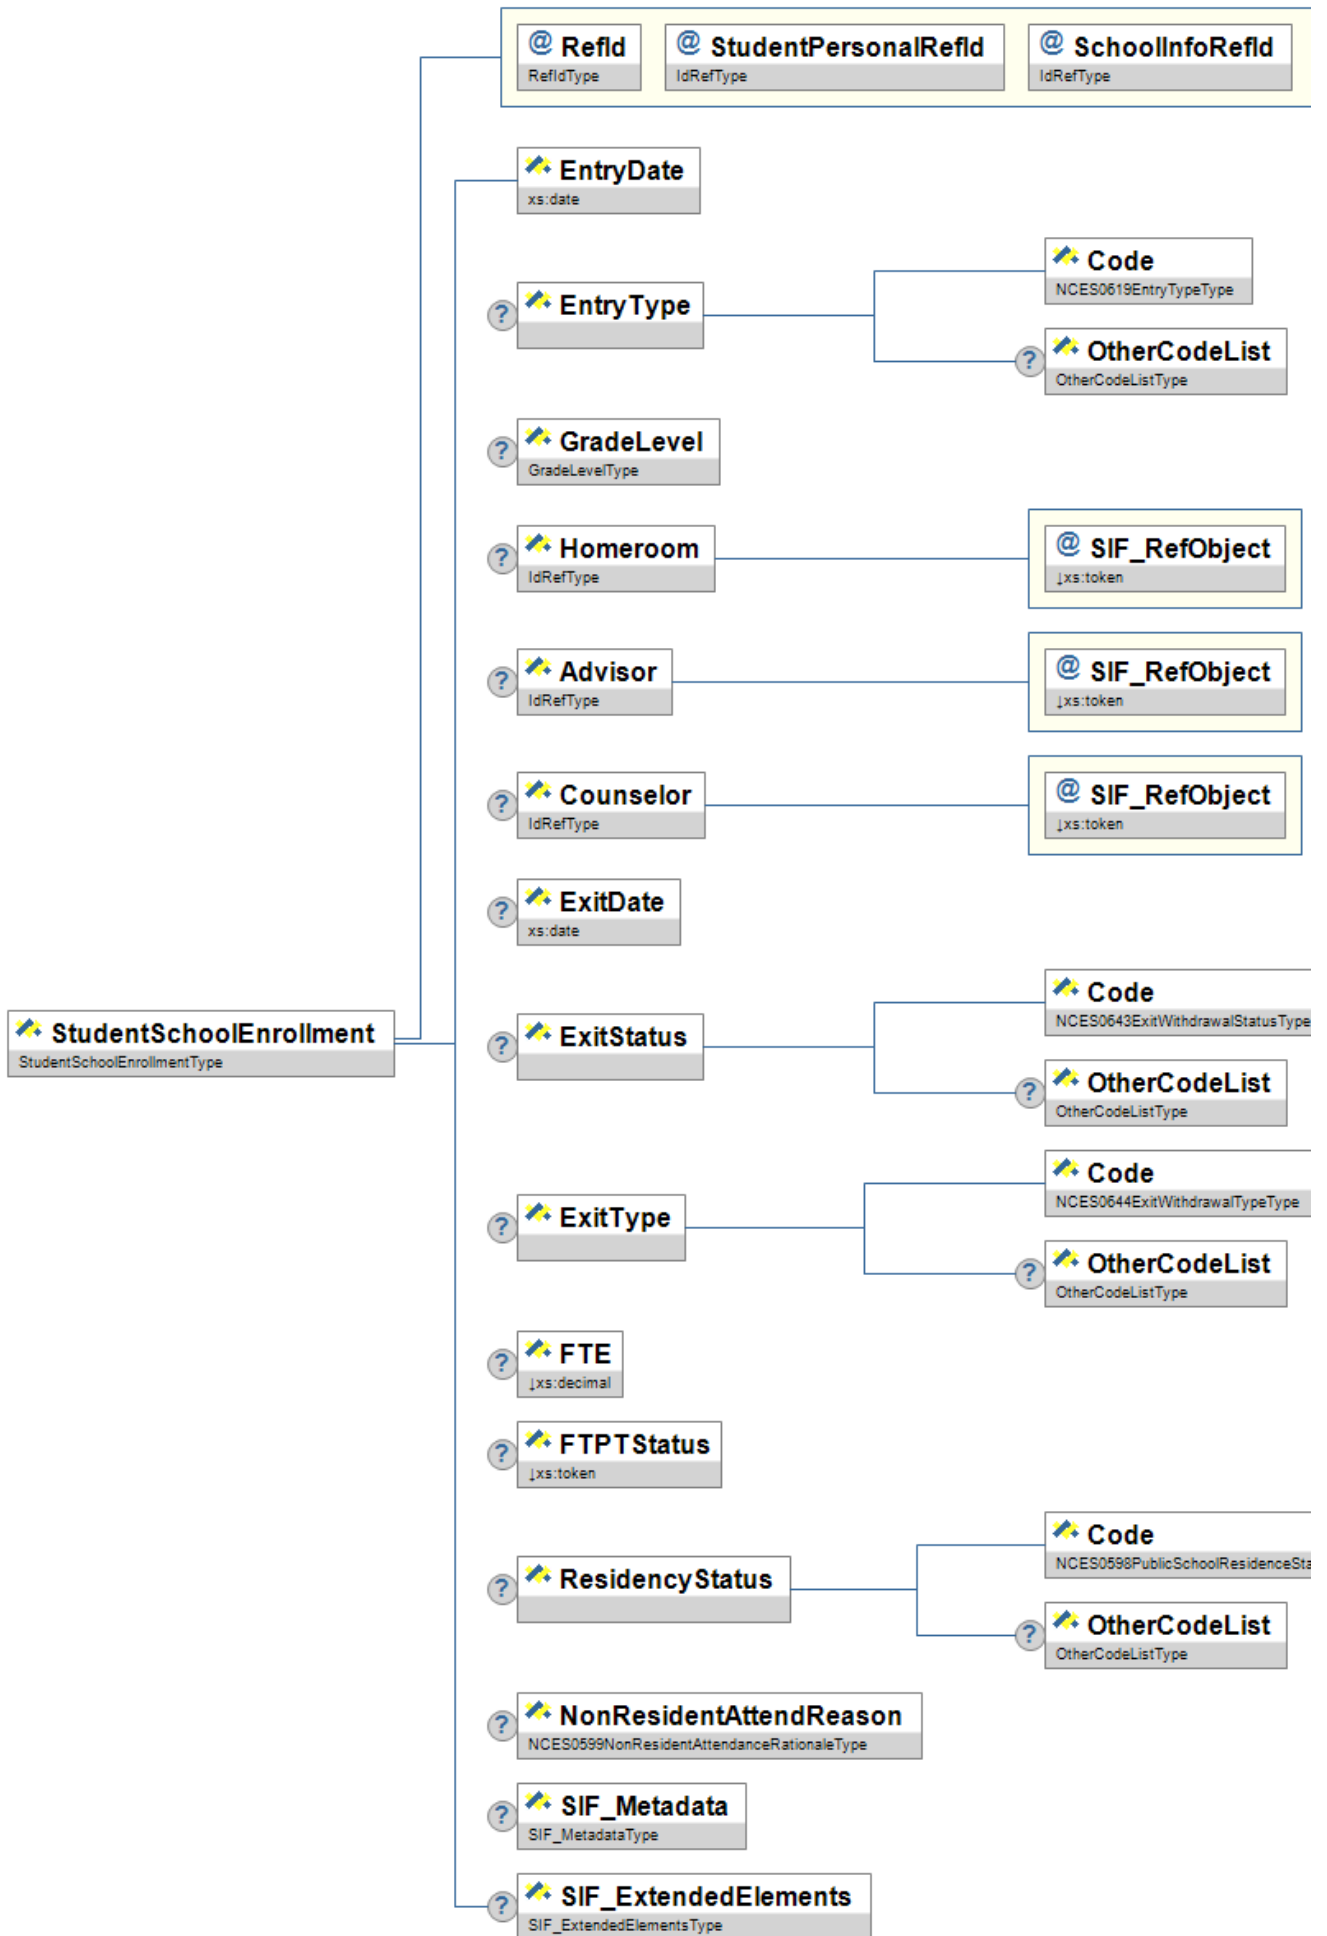 @ RefId
RefIdType
@ StudentPersonalRefId
IdRefType
@ SchoolInfoRefId
IdRefType
EntryDate
xs:date
? EntryType
Code
NCES0619EntryTypeType
? OtherCodeList
OtherCodeListType
? GradeLevel
GradeLevelType
? Homeroom
IdRefType
@ SIF_RefObject
↓xs:token
? Advisor
IdRefType
@ SIF_RefObject
↓xs:token
? Counselor
IdRefType
@ SIF_RefObject
↓xs:token
? ExitDate
xs:date
StudentSchoolEnrollment
StudentSchoolEnrollmentType
? ExitStatus
Code
NCES0643ExitWithdrawalStatusType
? OtherCodeList
OtherCodeListType
? ExitType
Code
NCES0644ExitWithdrawalTypeType
? OtherCodeList
OtherCodeListType
? FTE
↓xs:decimal
? FTPTStatus
↓xs:token
? ResidencyStatus
Code
NCES0598PublicSchoolResidenceSta
? OtherCodeList
OtherCodeListType
? NonResidentAttendReason
NCES0599NonResidentAttendanceRationaleType
? SIF_Metadata
SIF_MetadataType
? SIF_ExtendedElements
SIF_ExtendedElementsType